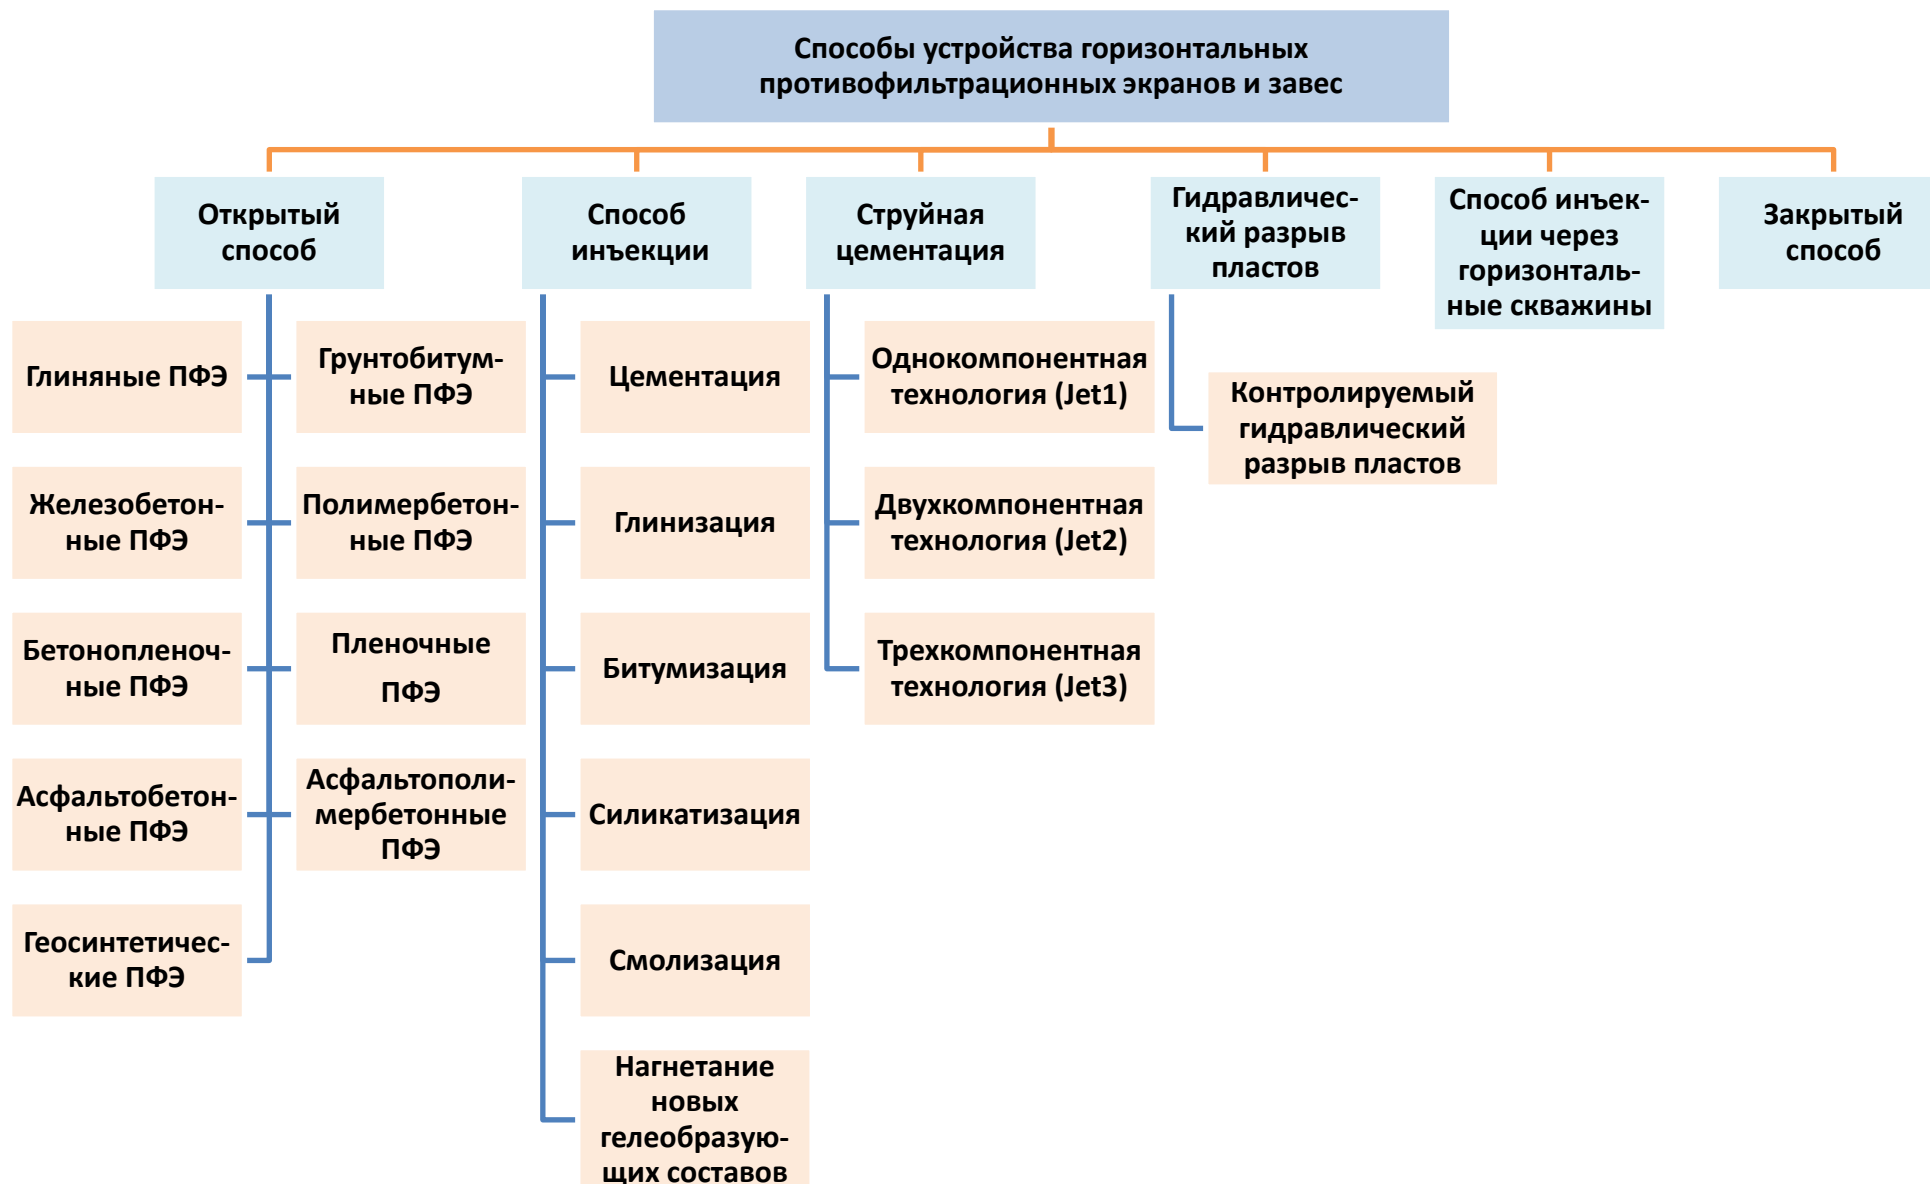 Способы устройства горизонтальных
противофильтрационных экранов и завес
Открытый
способ
Способ
инъекции
Струйная
цементация
Гидравличес-
кий разрыв
пластов
Способ инъек-
ции через
горизонталь-
ные скважины
Закрытый
способ
Глиняные ПФЭ
Грунтобитум-
ные ПФЭ
Железобетон-
ные ПФЭ
Полимербетон-
ные ПФЭ
Бетонопленоч-
ные ПФЭ
Пленочные
ПФЭ
Асфальтобетон-
ные ПФЭ
Асфальтополи-
мербетонные
ПФЭ
Геосинтетичес-
кие ПФЭ
Цементация
Глинизация
Битумизация
Силикатизация
Смолизация
Нагнетание
новых
гелеобразую-
щих составов
Однокомпонентная
технология (Jet1)
Двухкомпонентная
технология (Jet2)
Трехкомпонентная
технология (Jet3)
Контролируемый
гидравлический
разрыв пластов